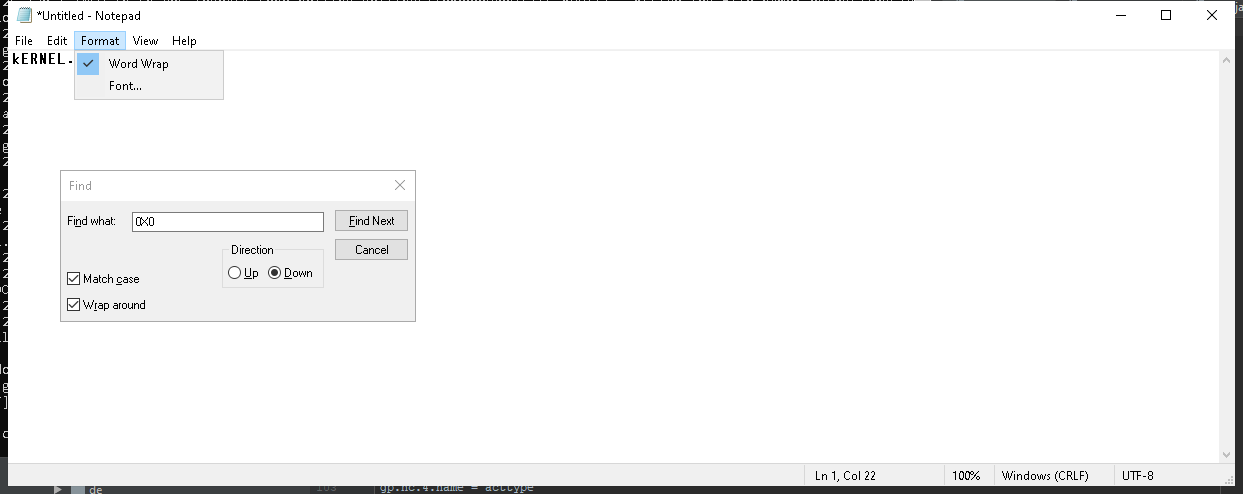 *Untitled - Notepad
File Edit Format View Help
kERNEL.
Word Wrap
Font...
Find
Find what: 0X0 Find Next
Direction Cancel
Up Down
Match case
Wrap around
Ln 1, Col 22 100% Windows (CRLF) UTF-8
de 103 gp.nc.4.name = acttype